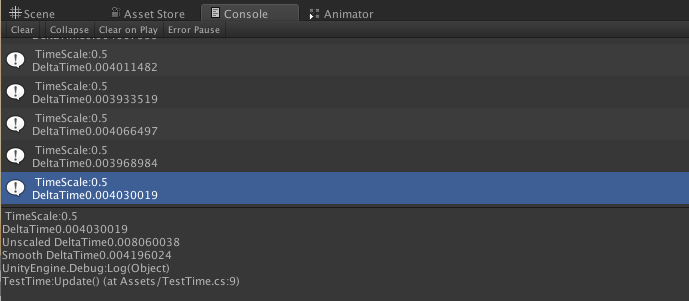 Scene Asset Store Console Animator
Clear Collapse Clear on Play Error Pause
TimeScale:0.5
DeltaTime0.004011482
TimeScale:0.5
DeltaTime0.003933519
TimeScale:0.5
DeltaTime0.004066497
TimeScale:0.5
DeltaTime0.003968984
TimeScale:0.5
DeltaTime0.004030019
TimeScale:0.5
DeltaTime0.004030019
Unscaled DeltaTime0.008060038
Smooth DeltaTime0.004196024
UnityEngine.Debug:Log(Object)
TestTime:Update() (at Assets/TestTime.cs:9)